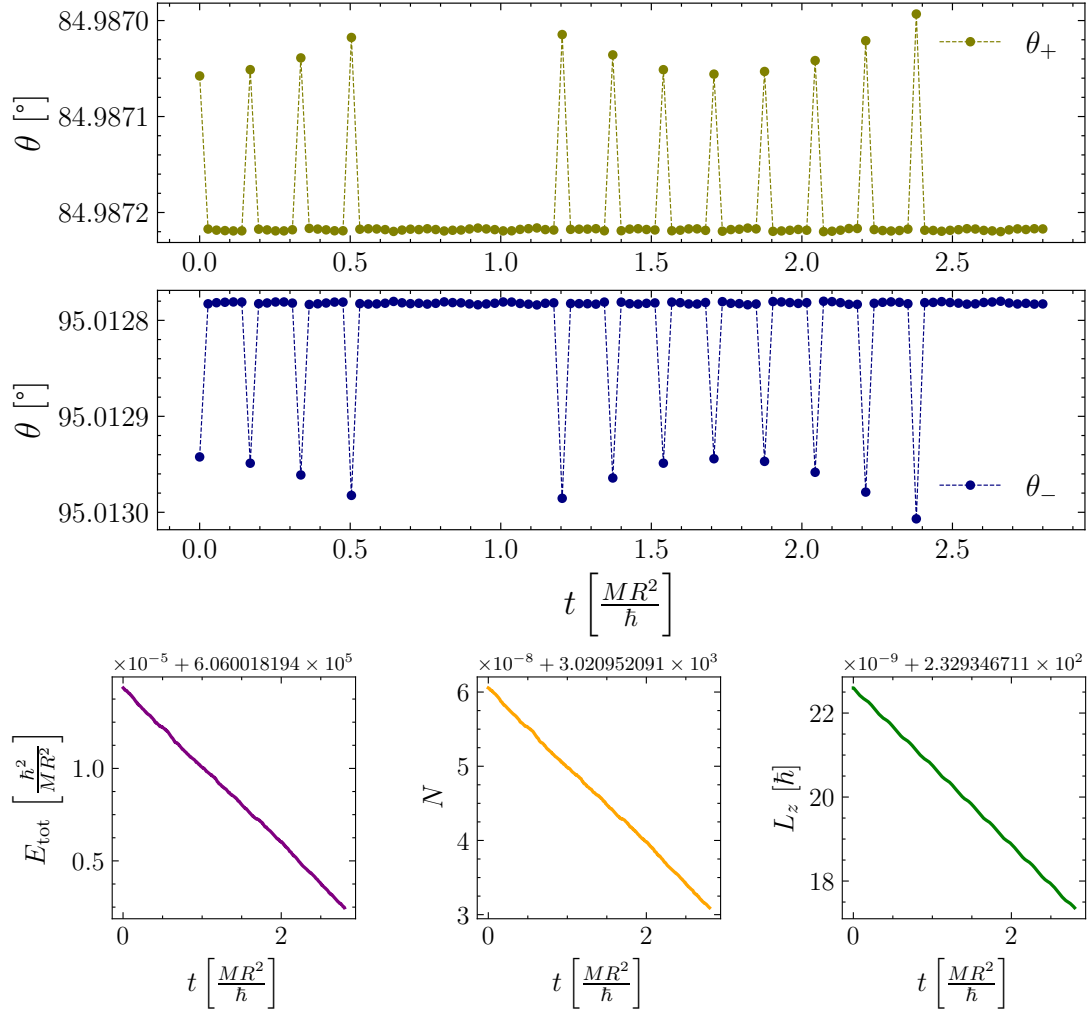 84.9870
84.9871
84.9872
θ [°]
θ₊
0.0 0.5 1.0 1.5 2.0 2.5
95.0128
95.0129
95.0130
θ [°]
θ₋
0.0 0.5 1.0 1.5 2.0 2.5
t [MR²/ħ]
×10⁻⁵ + 6.060018194 × 10⁵
1.0
0.5
E_tot [ħ²/MR²]
0 2
t [MR²/ħ]
×10⁻⁸ + 3.020952091 × 10³
6
5
4
3
N
0 2
t [MR²/ħ]
×10⁻⁹ + 2.329346711 × 10²
22
20
18
L_z [ħ]
0 2
t [MR²/ħ]